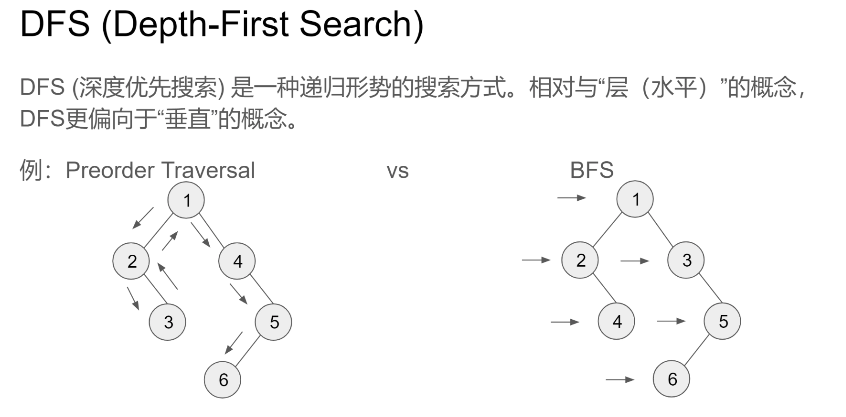 DFS (Depth-First Search)
DFS (深度优先搜索) 是一种递归形势的搜索方式。相对与“层（水平）”的概念，
DFS更偏向于“垂直”的概念。
例：Preorder Traversal vs BFS
1 1
2 4 2 3
3 5 4 5
6 6